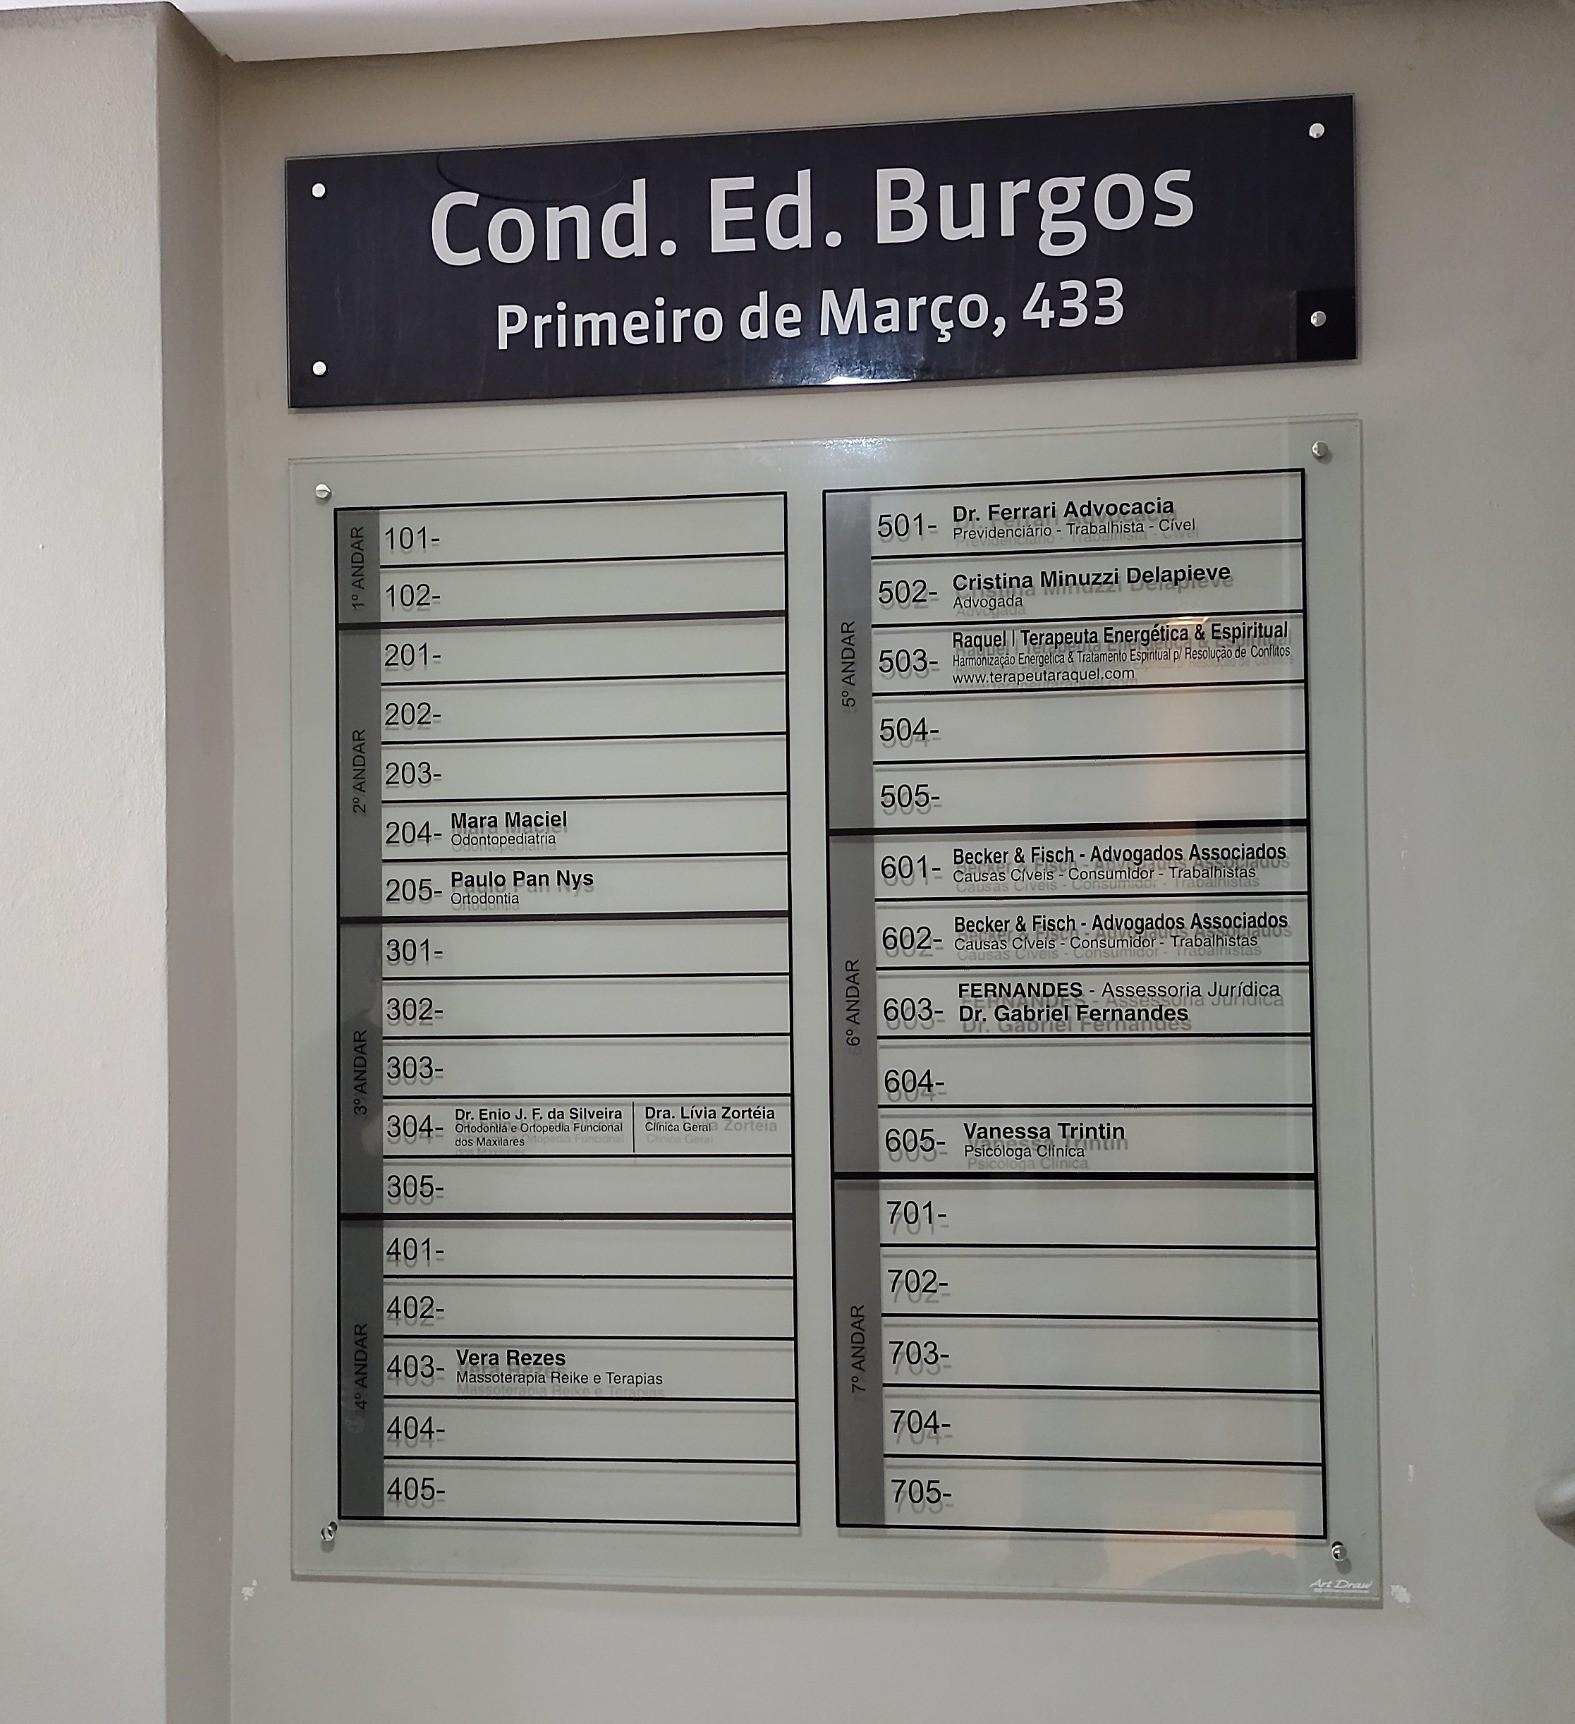 Cond. Ed. Burgos
Primeiro de Março, 433
1º ANDAR
101-
102-
2º ANDAR
201-
202-
203-
204- Mara Maciel
Odontopediatria
205- Paulo Pan Nys
Ortodontia
3º ANDAR
301-
302-
303-
304- Dr. Enio J. F. da Silveira
Ortodontia e Ortopedia Funcional
dos Maxilares
Dra. Lívia Zortéia
Clínica Geral
305-
4º ANDAR
401-
402-
403- Vera Rezes
Massoterapia Reike e Terapias
404-
405-
5º ANDAR
501- Dr. Ferrari Advocacia
Previdenciário - Trabalhista - Cível
502- Cristina Minuzzi Delapieve
Advogada
503- Raquel | Terapeuta Energética & Espiritual
Harmonização Energetica & Tratamento Espiritual p/ Resolução de Conflitos
www.terapeutaraquel.com
504-
505-
6º ANDAR
601- Becker & Fisch - Advogados Associados
Causas Cíveis - Consumidor - Trabalhistas
602- Becker & Fisch - Advogados Associados
Causas Cíveis - Consumidor - Trabalhistas
603- FERNANDES - Assessoria Jurídica
Dr. Gabriel Fernandes
604-
605- Vanessa Trintin
Psicóloga Clínica
7º ANDAR
701-
702-
703-
704-
705-
Art Draw